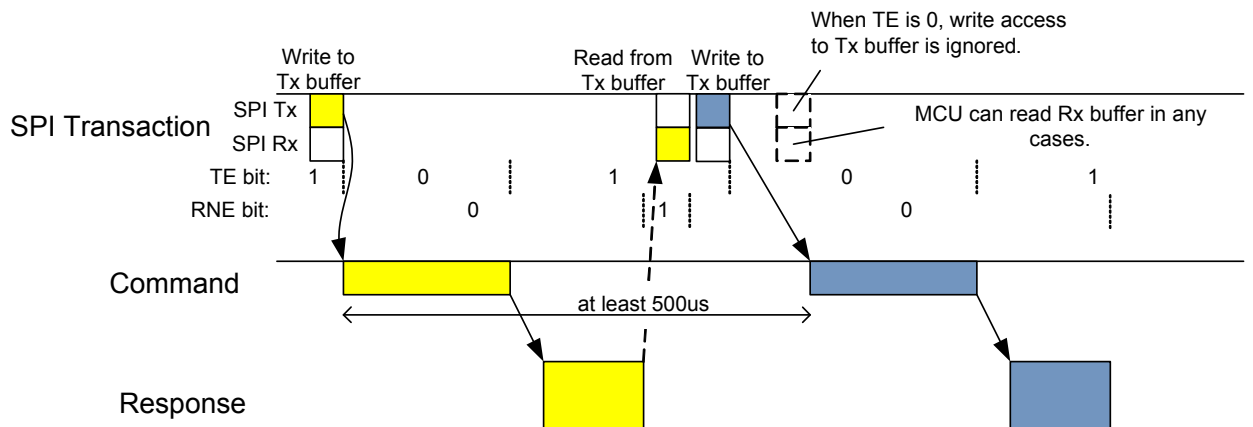 When TE is 0, write access
to Tx buffer is ignored.
Write to
Tx buffer
Read from
Tx buffer
Write to
Tx buffer
SPI Transaction
SPI Tx
SPI Rx
MCU can read Rx buffer in any
cases.
TE bit: 1 0 1 0 1
RNE bit: 0 1 0
Command
at least 500us
Response